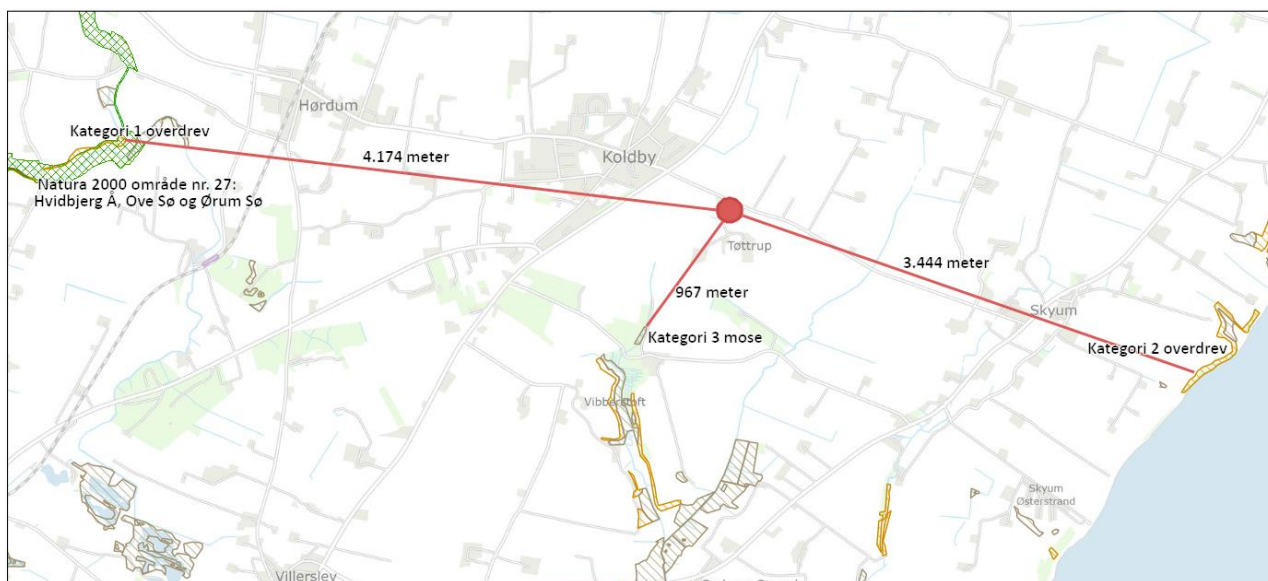 Hørdum
Kategori 1 overdrev
4.174 meter
Koldby
Natura 2000 område nr. 27:
Hvidbjerg Å, Ove Sø og Ørum Sø
Tøttrup
3.444 meter
967 meter
Skyum
Kategori 3 mose
Kategori 2 overdrev
Vibberstoft
Skyum
Østerstrand
Villerslev